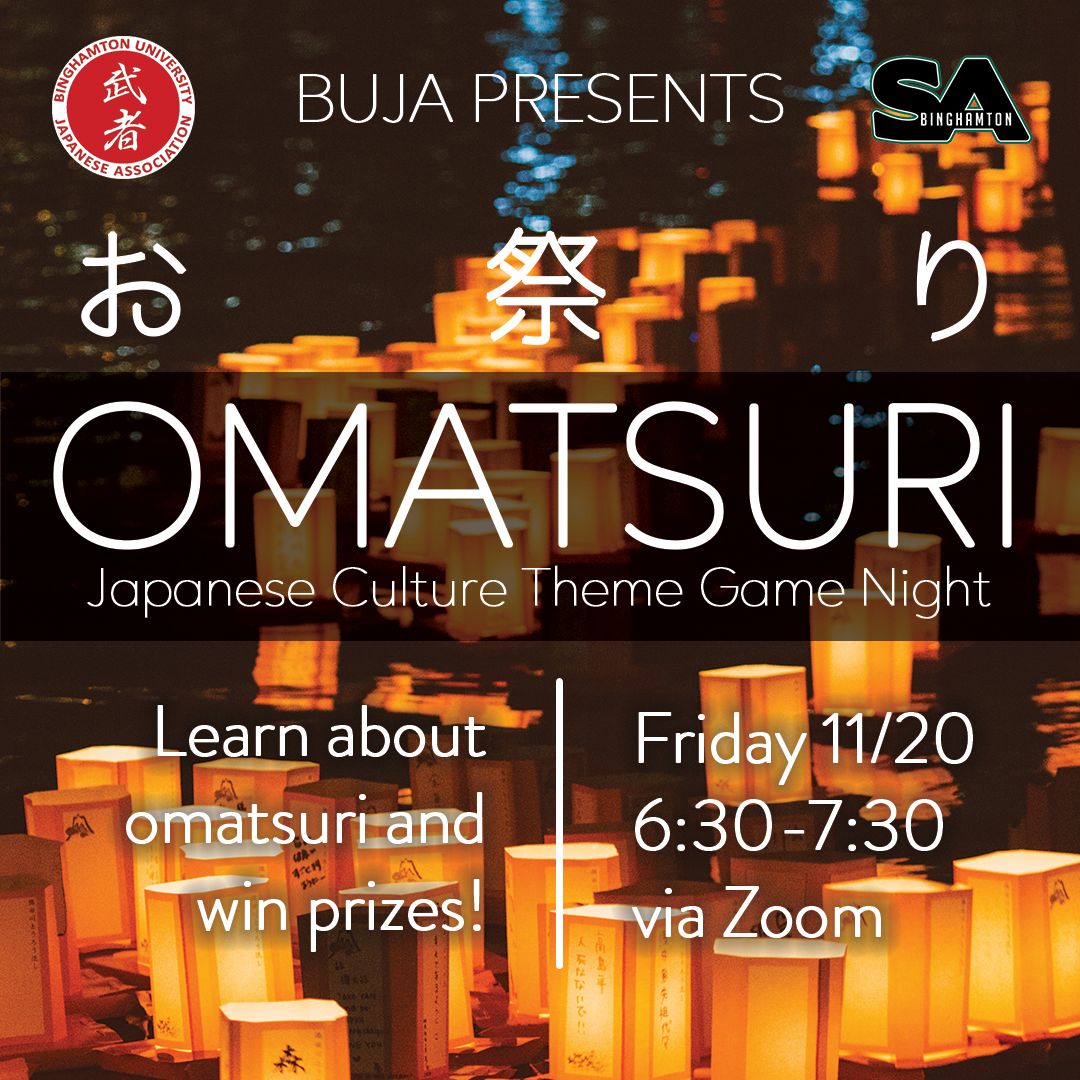 BINGHAMTON UNIVERSITY
武者
JAPANESE ASSOCIATION
BUJA PRESENTS
SA
BINGHAMTON
お祭り
OMATSURI
Japanese Culture Theme Game Night
Learn about
omatsuri and
win prizes!
Friday 11/20
6:30-7:30
via Zoom
森